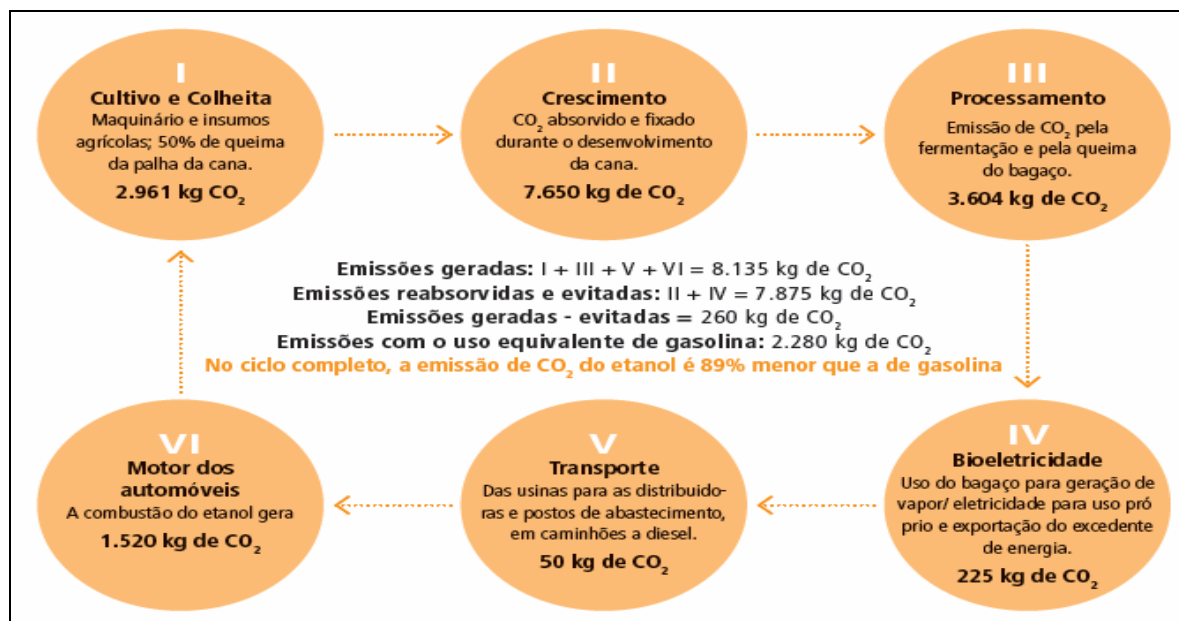 I
Cultivo e Colheita
Maquinário e insumos
agrícolas; 50% de queima
da palha da cana.
2.961 kg CO₂
II
Crescimento
CO₂ absorvido e fixado
durante o desenvolvimento
da cana.
7.650 kg de CO₂
III
Processamento
Emissão de CO₂ pela
fermentação e pela queima
do bagaço.
3.604 kg de CO₂
Emissões geradas: I + III + V + VI = 8.135 kg de CO₂
Emissões reabsorvidas e evitadas: II + IV = 7.875 kg de CO₂
Emissões geradas - evitadas = 260 kg de CO₂
Emissões com o uso equivalente de gasolina: 2.280 kg de CO₂
No ciclo completo, a emissão de CO₂ do etanol é 89% menor que a de gasolina
VI
Motor dos
automóveis
A combustão do etanol gera
1.520 kg de CO₂
V
Transporte
Das usinas para as distribuido-
ras e postos de abastecimento,
em caminhões a diesel.
50 kg de CO₂
IV
Bioeletricidade
Uso do bagaço para geração de
vapor/ eletricidade para uso pró
prio e exportação do excedente
de energia.
225 kg de CO₂